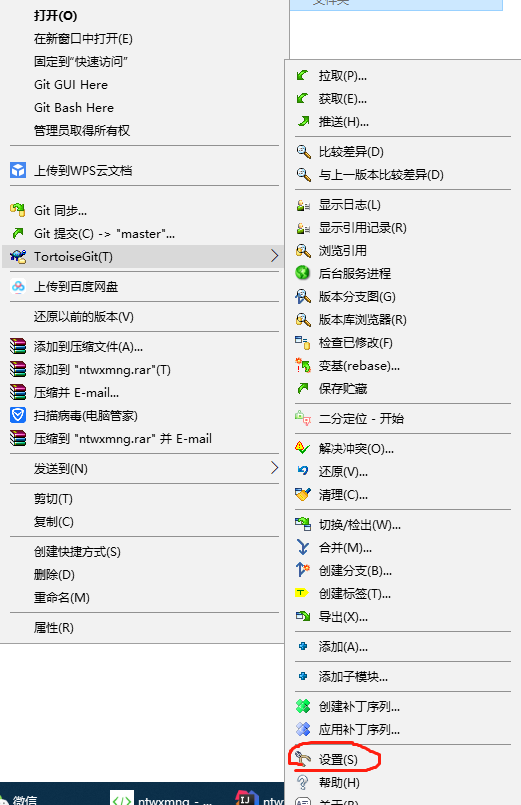 文件夹
打开(O)
在新窗口中打开(E)
固定到“快速访问”
Git GUI Here
Git Bash Here
管理员取得所有权
上传到WPS云文档
Git 同步...
Git 提交(C) -> "master"...
TortoiseGit(T)
上传到百度网盘
还原以前的版本(V)
添加到压缩文件(A)...
添加到 "ntwxmng.rar"(T)
压缩并 E-mail...
扫描病毒(电脑管家)
压缩到 "ntwxmng.rar" 并 E-mail
发送到(N)
剪切(T)
复制(C)
创建快捷方式(S)
删除(D)
重命名(M)
属性(R)
拉取(P)...
获取(E)...
推送(H)...
比较差异(D)
与上一版本比较差异(D)
显示日志(L)
显示引用记录(R)
浏览引用
后台服务进程
版本分支图(G)
版本库浏览器(R)
检查已修改(F)
变基(rebase)...
保存贮藏
二分定位 - 开始
解决冲突(O)...
还原(V)...
清理(C)...
切换/检出(W)...
合并(M)...
创建分支(B)...
创建标签(T)...
导出(X)...
添加(A)...
添加子模块...
创建补丁序列...
应用补丁序列...
设置(S)
帮助(H)
关于(B)
微信
ntwxmng - ...
ntw